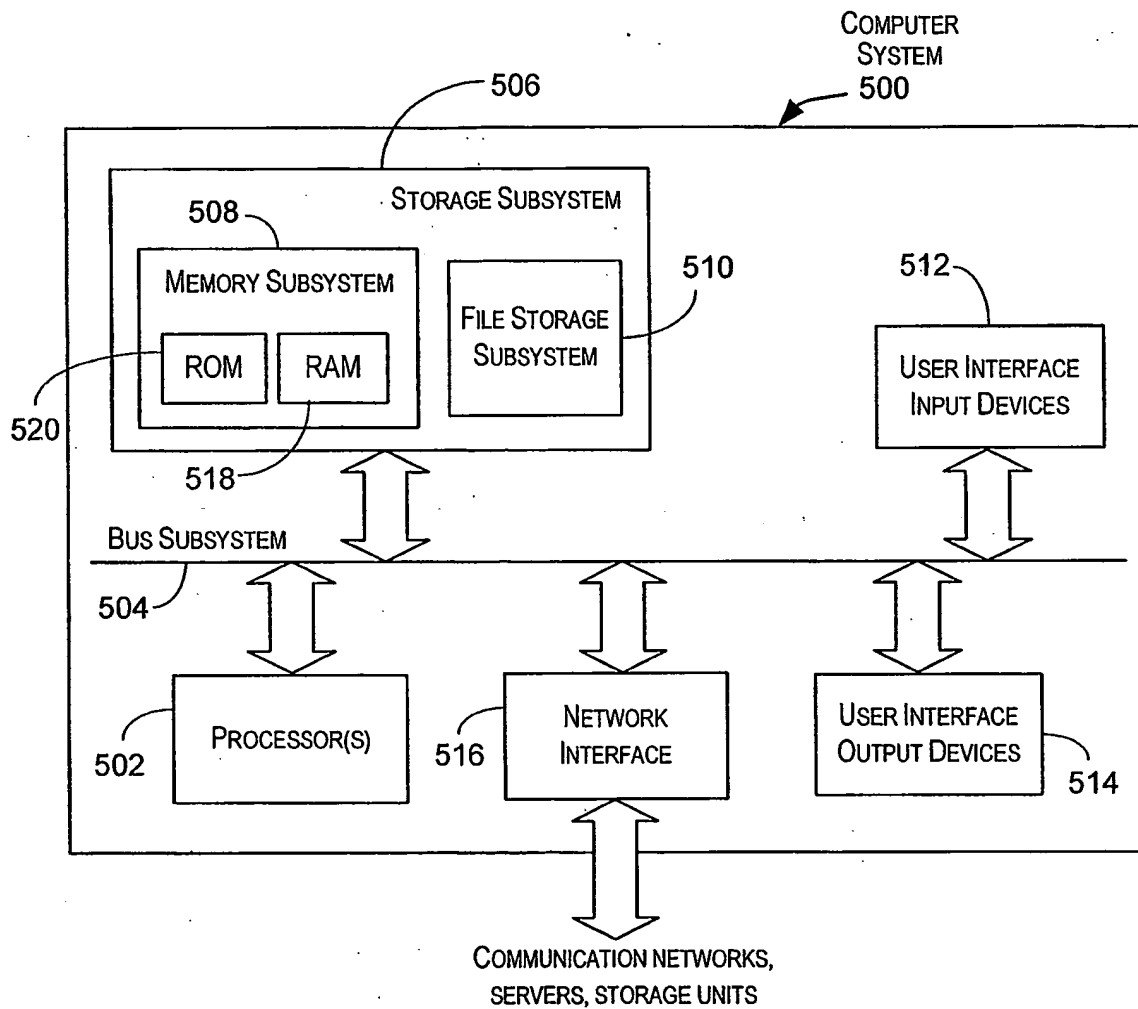 COMPUTER
SYSTEM
500
506
STORAGE SUBSYSTEM
508
MEMORY SUBSYSTEM
510
FILE STORAGE
SUBSYSTEM
512
ROM
RAM
USER INTERFACE
INPUT DEVICES
520
518
BUS SUBSYSTEM
504
PROCESSOR(S)
502
NETWORK
INTERFACE
516
USER INTERFACE
OUTPUT DEVICES
514
COMMUNICATION NETWORKS,
SERVERS, STORAGE UNITS